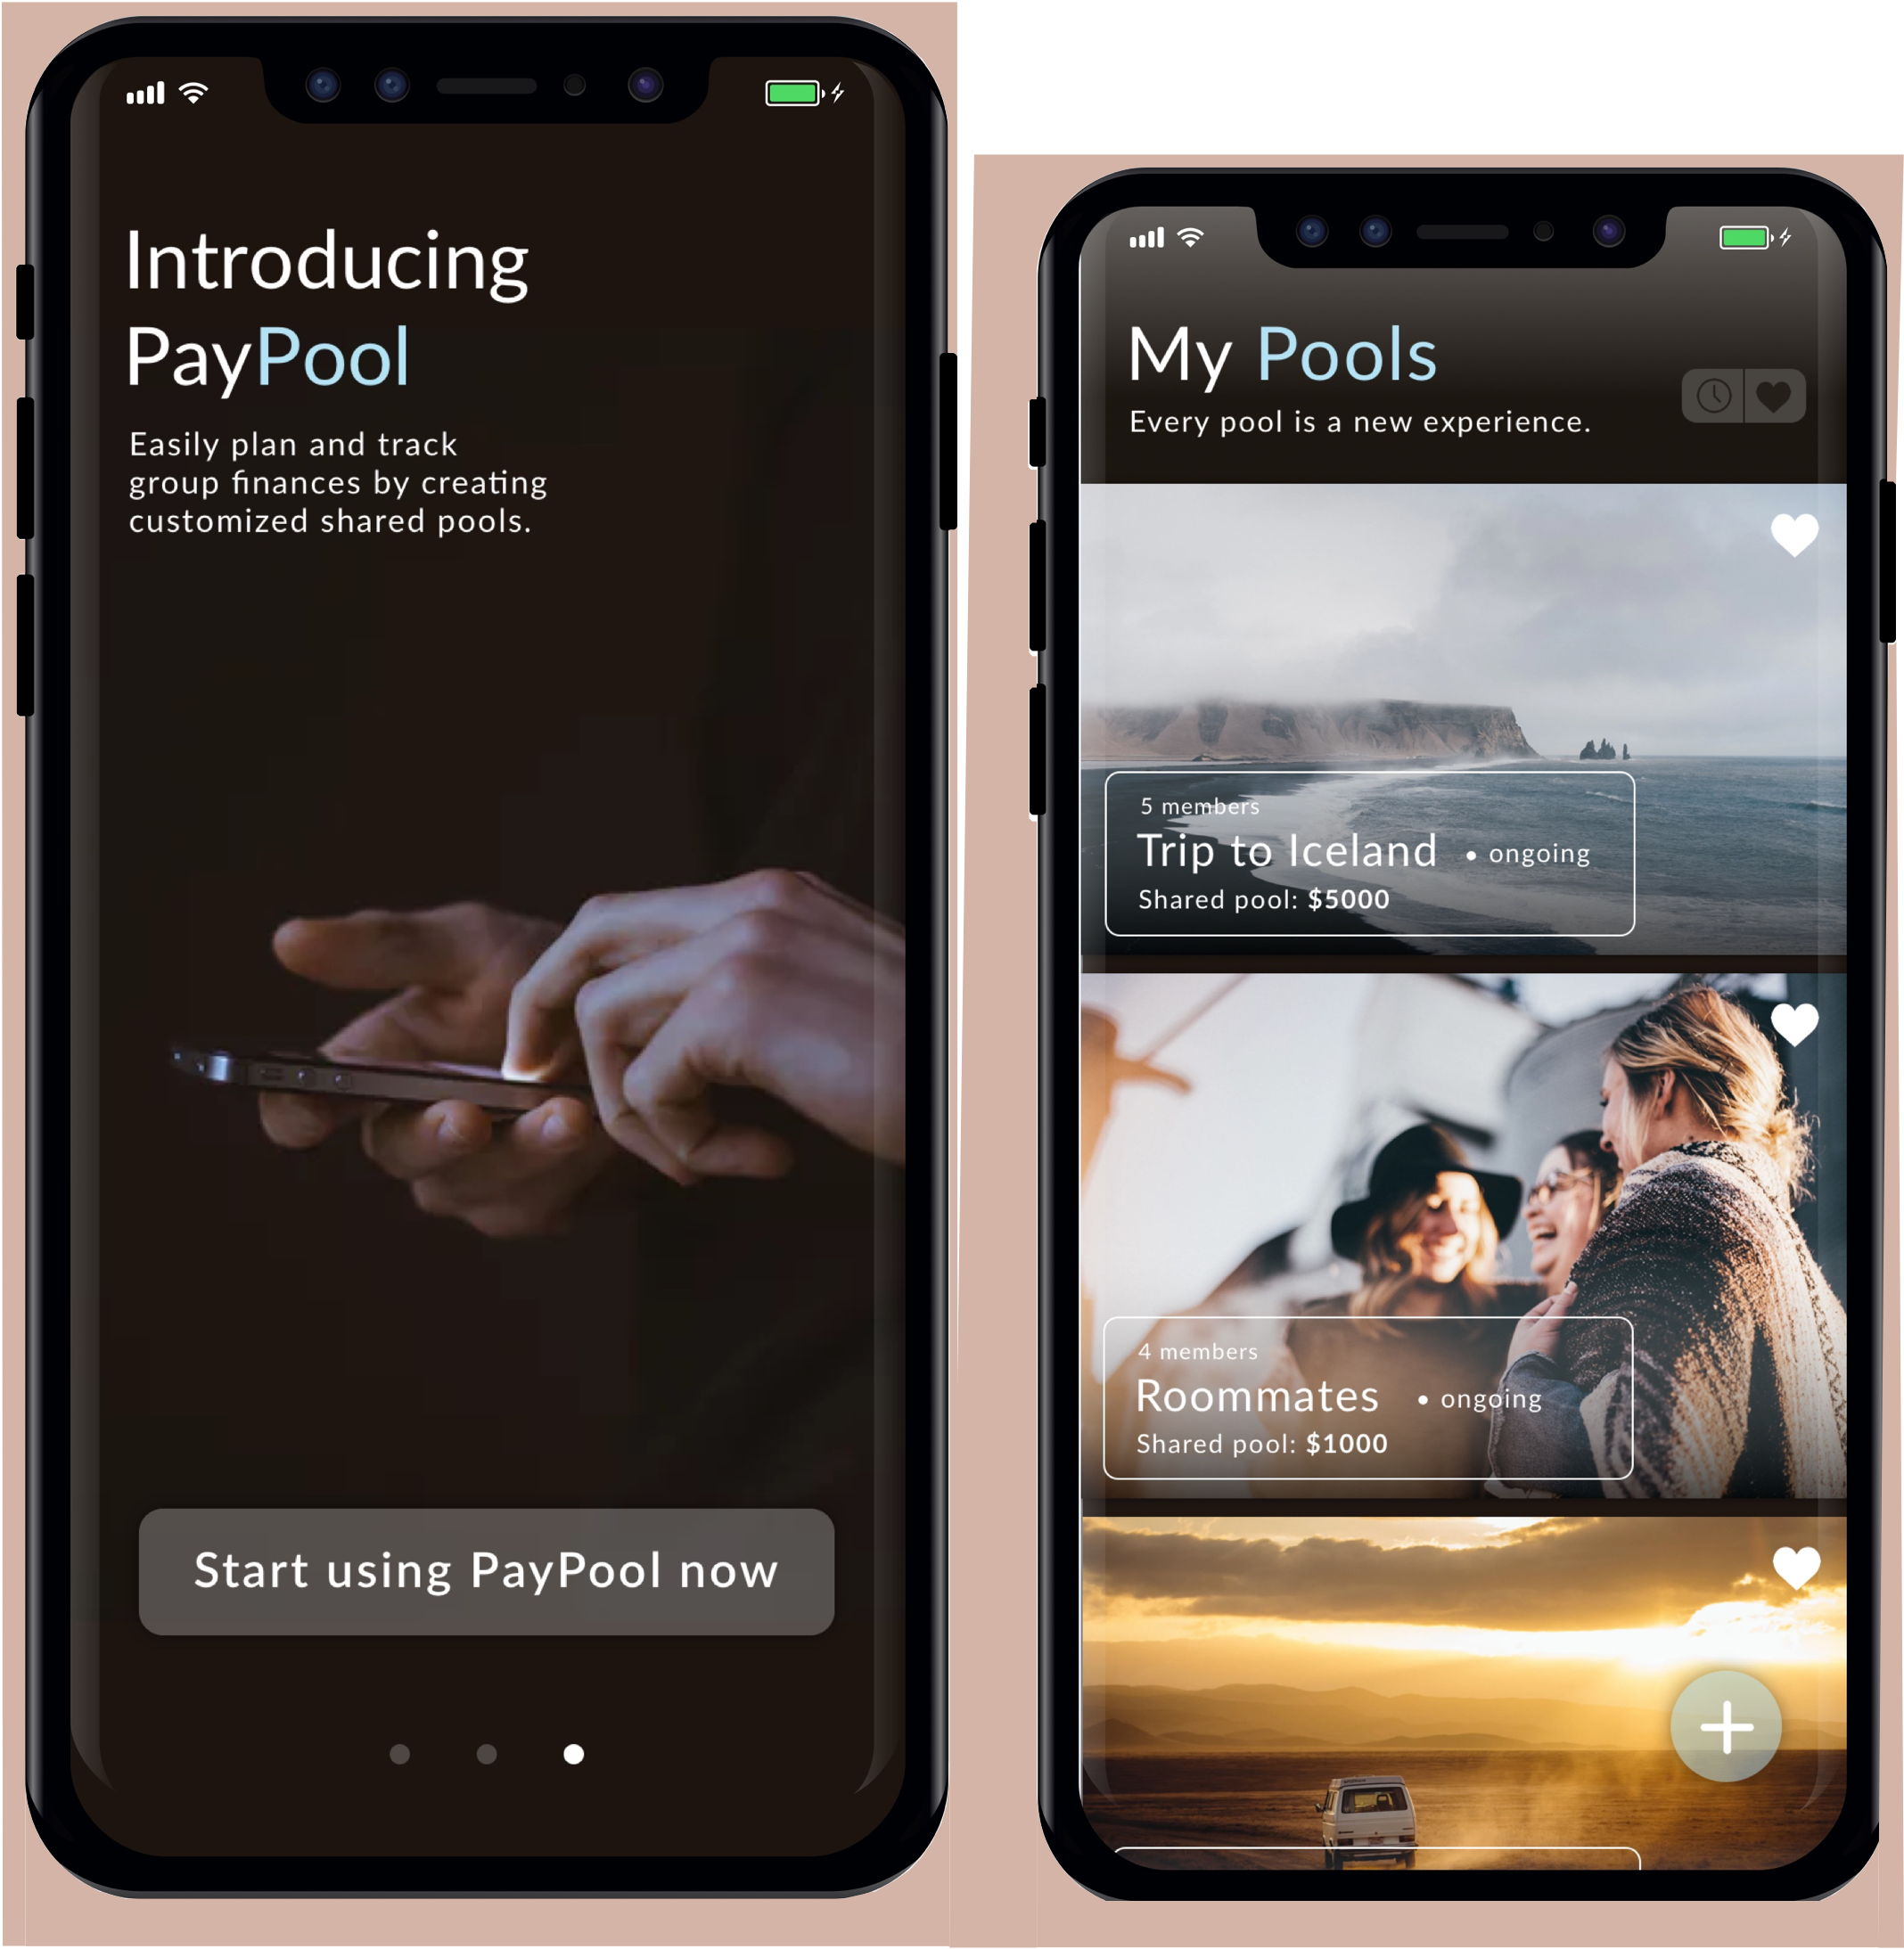 Introducing
PayPool
Easily plan and track
group finances by creating
customized shared pools.
Start using PayPool now
My Pools
Every pool is a new experience.
5 members
Trip to Iceland • ongoing
Shared pool: $5000
4 members
Roommates • ongoing
Shared pool: $1000